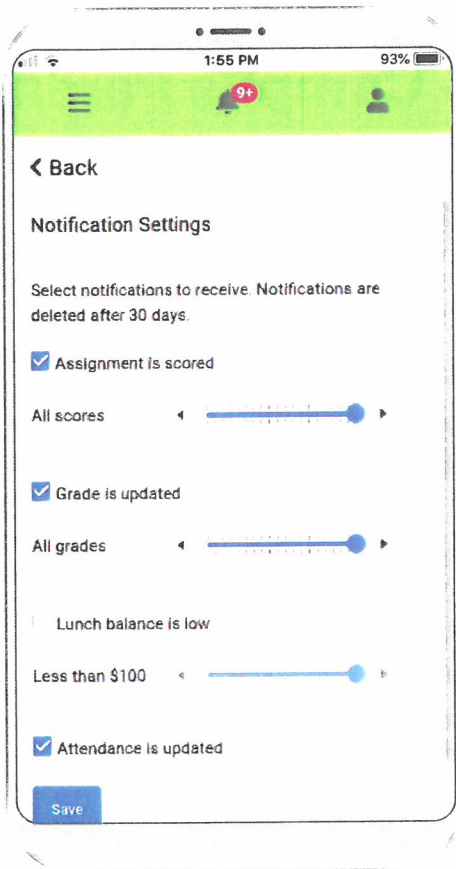 1:55 PM
93%
9+
Back
Notification Settings
Select notifications to receive. Notifications are
deleted after 30 days.
Assignment is scored
All scores
Grade is updated
All grades
Lunch balance is low
Less than $100
Attendance is updated
Save